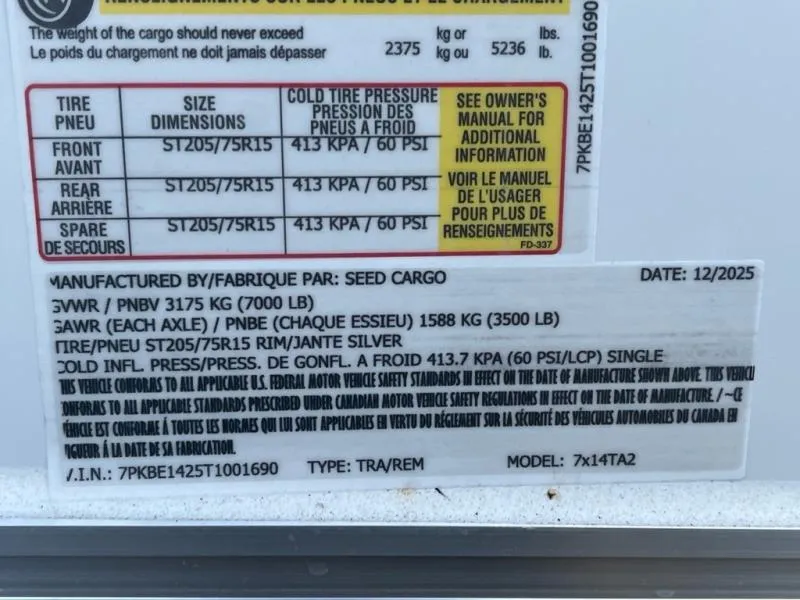 RENSEIGNEMENTS SUR LES PNEUS ET LE CHARGEMENT
The weight of the cargo should never exceed kg or lbs.
Le poids du chargement ne doit jamais dépasser 2375 kg ou 5236 lb.
TIRE PNEU
SIZE DIMENSIONS
COLD TIRE PRESSURE
PRESSION DES
PNEUS A FROID
FRONT AVANT ST205/75R15 413 KPA / 60 PSI
REAR ARRIÈRE ST205/75R15 413 KPA / 60 PSI
SPARE DE SECOURS ST205/75R15 413 KPA / 60 PSI
SEE OWNER'S
MANUAL FOR
ADDITIONAL
INFORMATION
VOIR LE MANUEL
DE L'USAGER
POUR PLUS DE
RENSEIGNEMENTS
FD-337
7PKBE1425T1001690
MANUFACTURED BY/FABRIQUE PAR: SEED CARGO DATE: 12/2025
GVWR / PNBV 3175 KG (7000 LB)
GAWR (EACH AXLE) / PNBE (CHAQUE ESSIEU) 1588 KG (3500 LB)
TIRE/PNEU ST205/75R15 RIM/JANTE SILVER
COLD INFL. PRESS/PRESS. DE GONFL. A FROID 413.7 KPA (60 PSI/LCP) SINGLE
THIS VEHICLE CONFORMS TO ALL APPLICABLE U.S. FEDERAL MOTOR VEHICLE SAFETY STANDARDS IN EFFECT ON THE DATE OF MANUFACTURE SHOWN ABOVE. THIS VEHICLE
CONFORMS TO ALL APPLICABLE STANDARDS PRESCRIBED UNDER CANADIAN MOTOR VEHICLE SAFETY REGULATIONS IN EFFECT ON THE DATE OF MANUFACTURE. / ~CE
VÉHICLE EST CONFORME À TOUTES LES NORMES QUI LUI SONT APPLICABLES EN VERTU DU RÉGLEMENT SUR LA SÉCURITÉ DES VÉHICULES AUTOMOBILES DU CANADA EN
VIGUEUR À LA DATE DE SA FABRICATION.
V.I.N.: 7PKBE1425T1001690 TYPE: TRA/REM MODEL: 7x14TA2